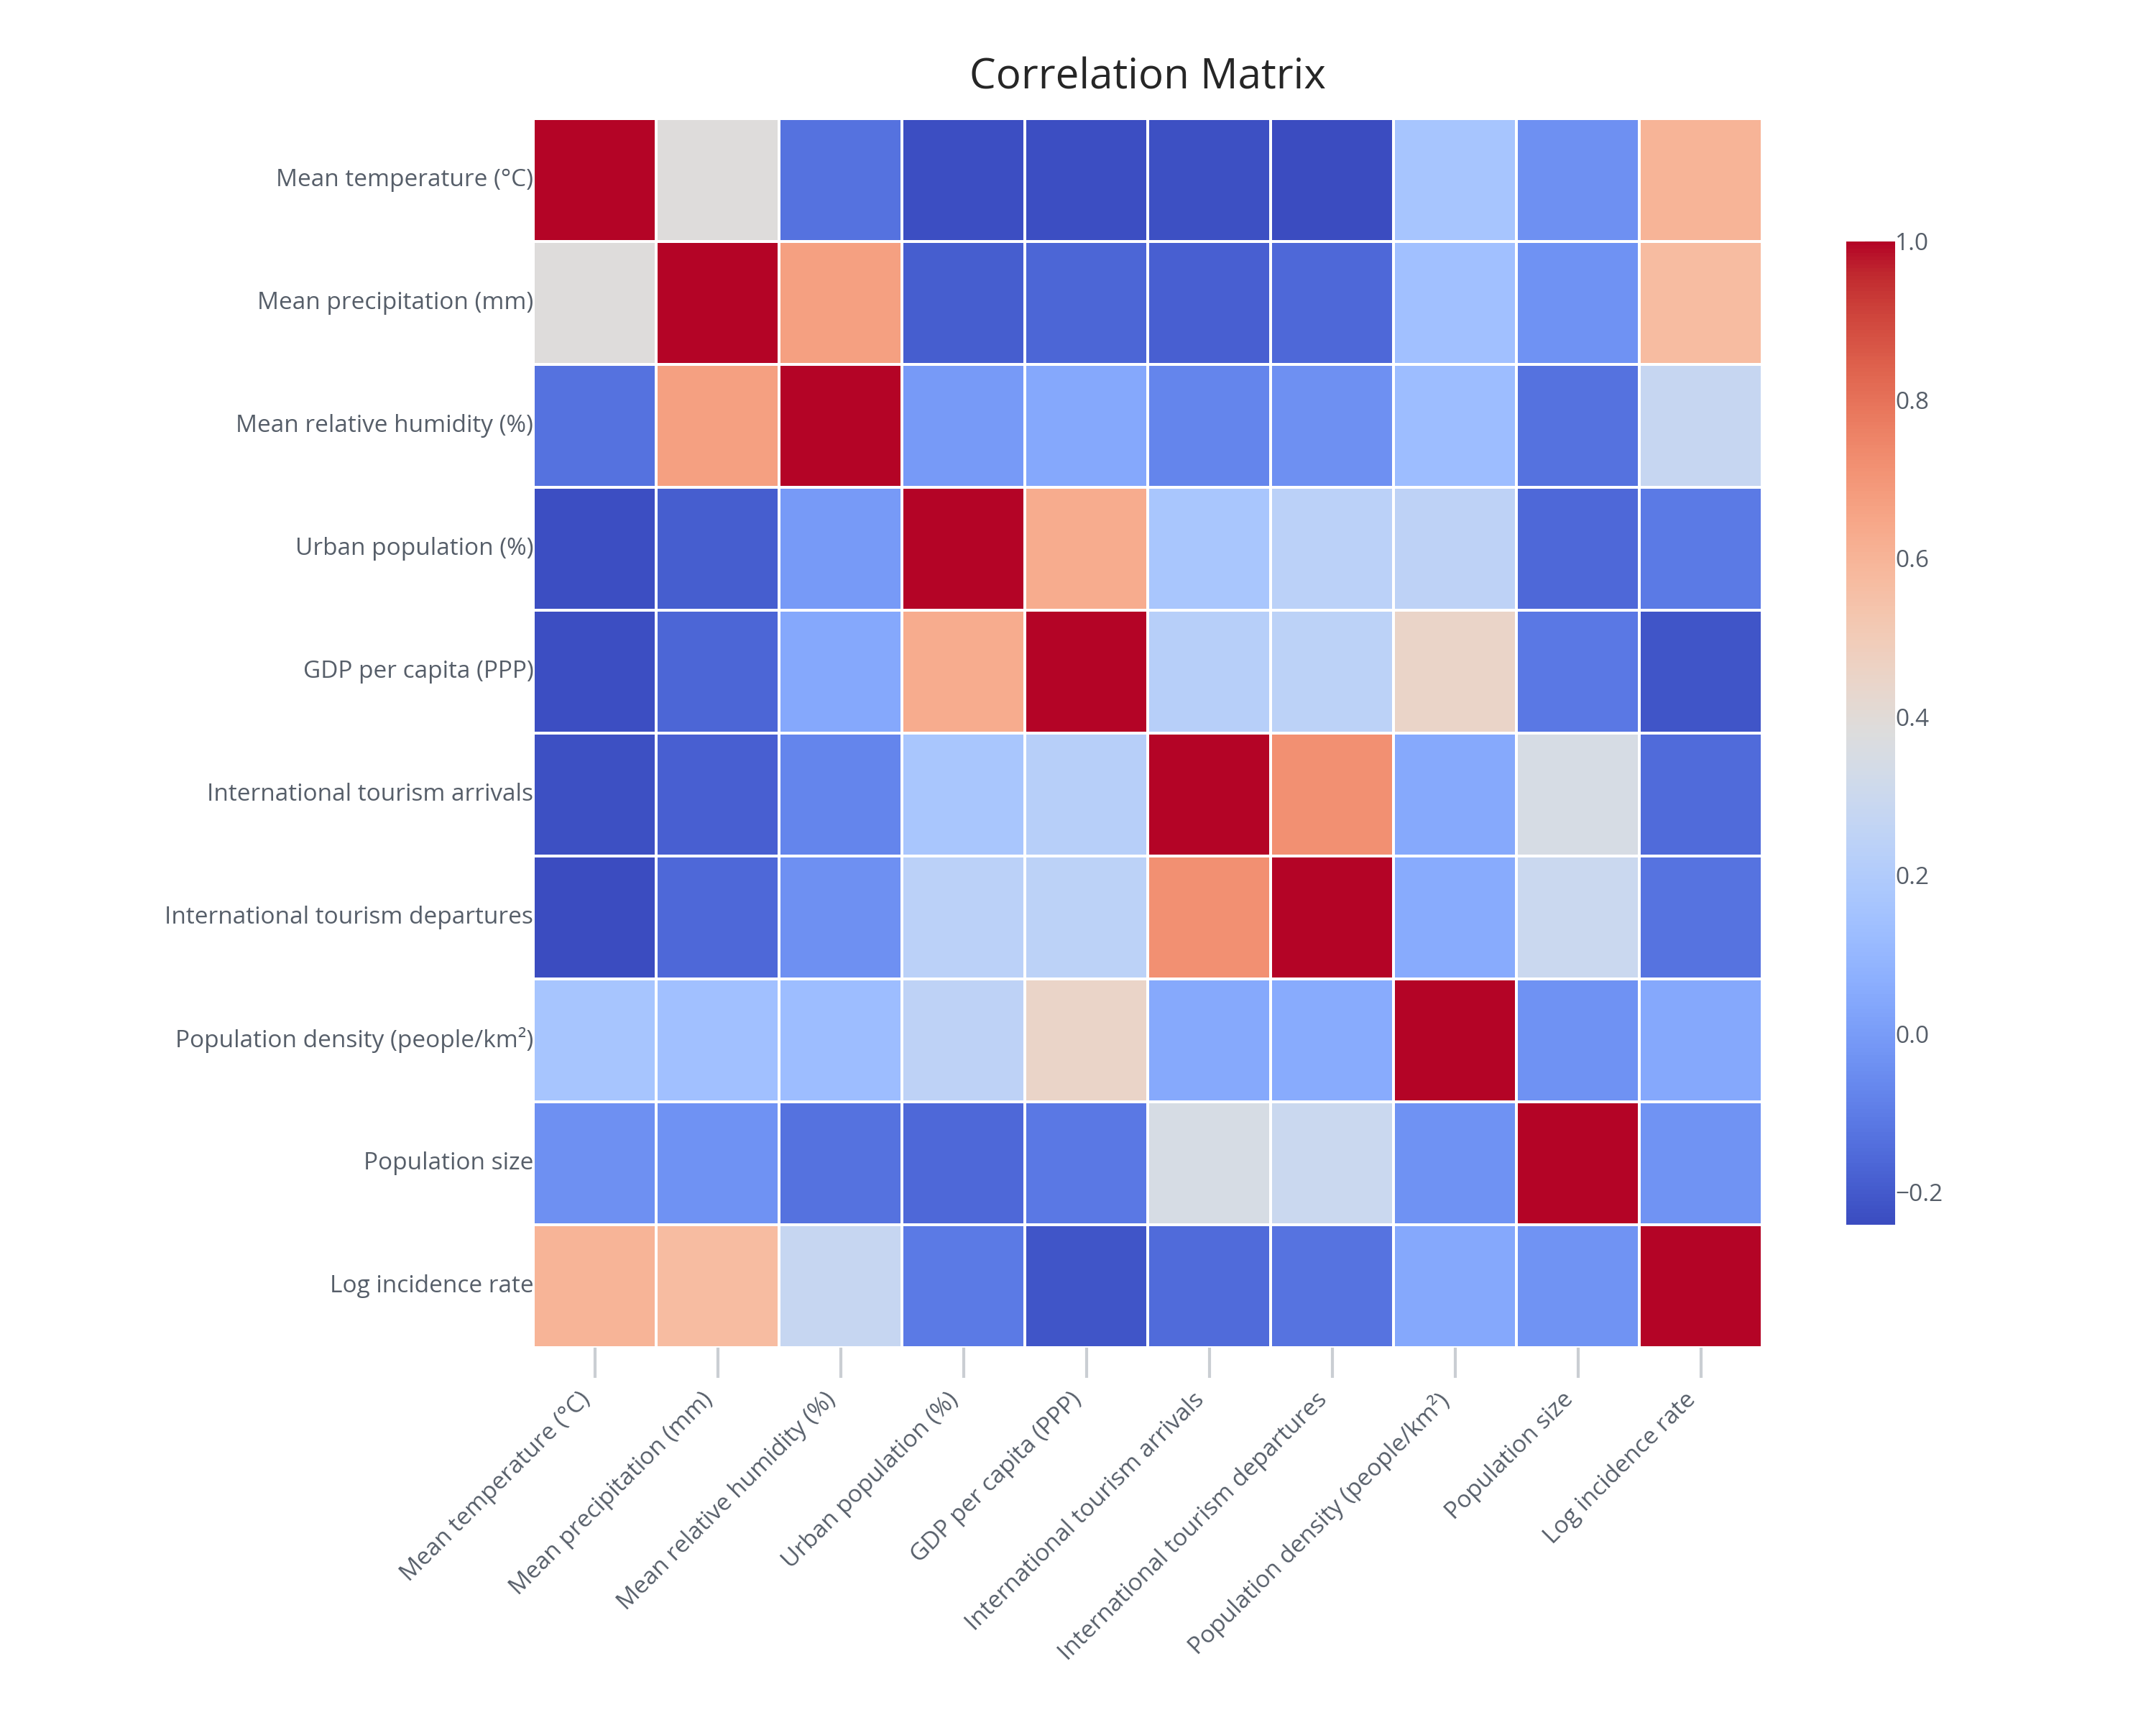 Correlation Matrix
Mean temperature (°C)
Mean precipitation (mm)
Mean relative humidity (%)
Urban population (%)
GDP per capita (PPP)
International tourism arrivals
International tourism departures
Population density (people/km²)
Population size
Log incidence rate
1.0
0.8
0.6
0.4
0.2
0.0
−0.2
Mean temperature (°C)
Mean precipitation (mm)
Mean relative humidity (%)
Urban population (%)
GDP per capita (PPP)
International tourism arrivals
International tourism departures
Population density (people/km²)
Population size
Log incidence rate